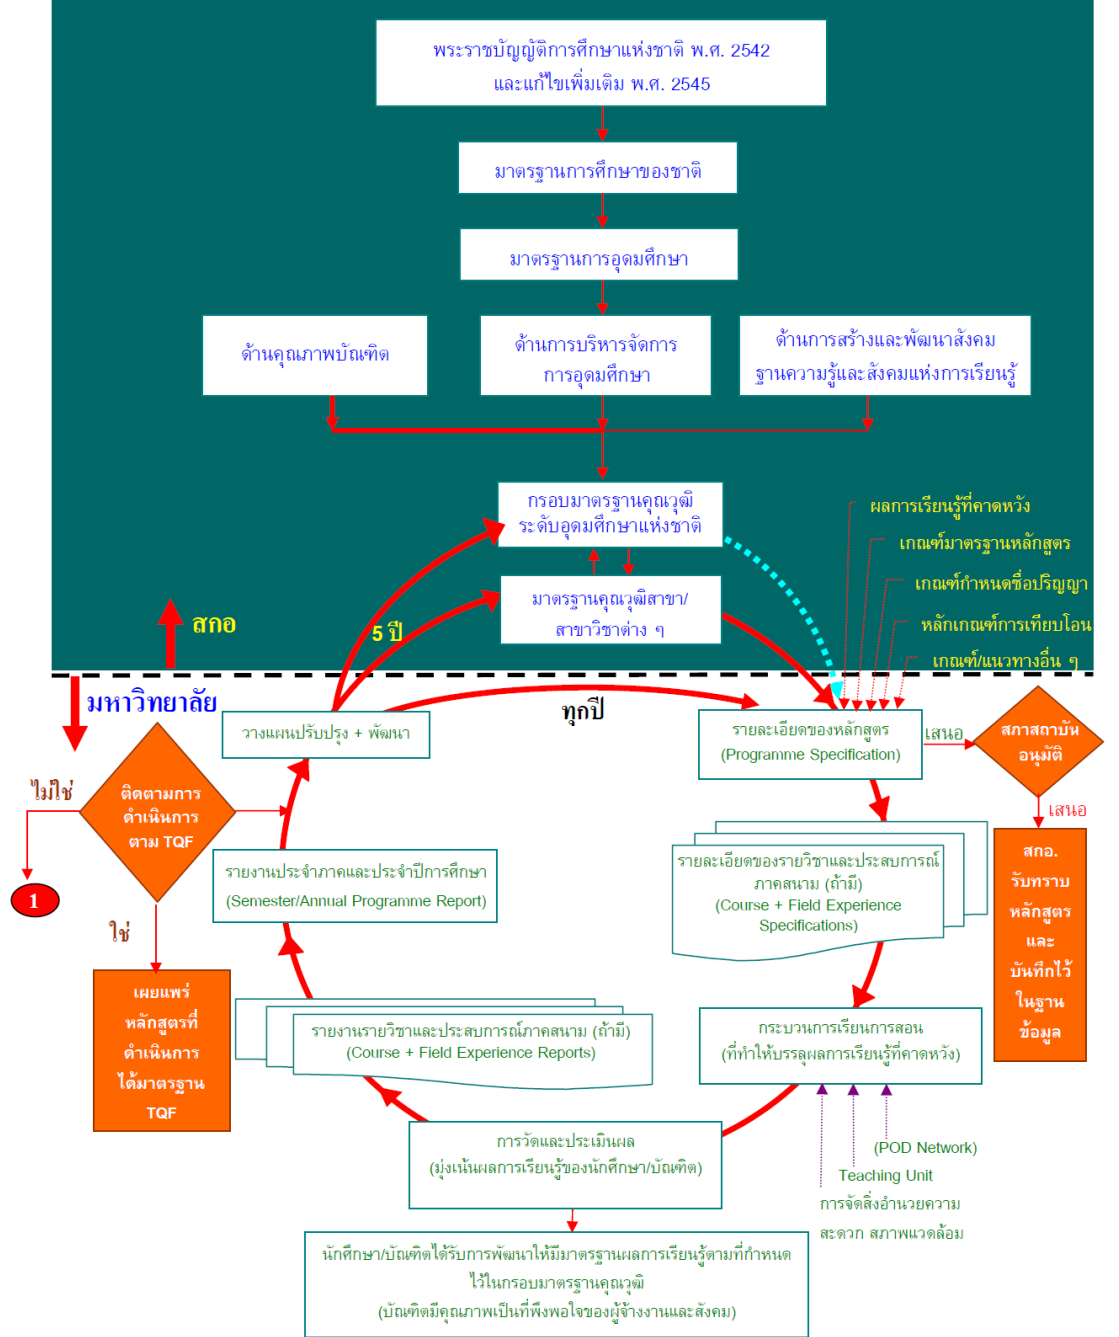 พระราชบัญญัติการศึกษาแห่งชาติ พ.ศ. 2542
และแก้ไขเพิ่มเติม พ.ศ. 2545
มาตรฐานการศึกษาของชาติ
มาตรฐานการอุดมศึกษา
ด้านคุณภาพบัณฑิต
ด้านการบริหารจัดการ
การอุดมศึกษา
ด้านการสร้างและพัฒนาสังคม
ฐานความรู้และสังคมแห่งการเรียนรู้
กรอบมาตรฐานคุณวุฒิ
ระดับอุดมศึกษาแห่งชาติ
ผลการเรียนรู้ที่คาดหวัง
เกณฑ์มาตรฐานหลักสูตร
เกณฑ์กำหนดชื่อปริญญา
หลักเกณฑ์การเทียบโอน
เกณฑ์/แนวทางอื่น ๆ
มาตรฐานคุณวุฒิสาขา/
สาขาวิชาต่าง ๆ
สกอ
5 ปี
มหาวิทยาลัย
ทุกปี
วางแผนปรับปรุง + พัฒนา
รายละเอียดของหลักสูตร
(Programme Specification)
เสนอ
สภาสถาบัน
อนุมัติ
เสนอ
สกอ.
รับทราบ
หลักสูตร
และ
บันทึกไว้
ในฐาน
ข้อมูล
ไม่ใช่
ติดตามการ
ดำเนินการ
ตาม TQF
1
ใช่
เผยแพร่
หลักสูตรที่
ดำเนินการ
ได้มาตรฐาน
TQF
รายงานประจำภาคและประจำปีการศึกษา
(Semester/Annual Programme Report)
รายละเอียดของรายวิชาและประสบการณ์
ภาคสนาม (ถ้ามี)
(Course + Field Experience
Specifications)
รายงานรายวิชาและประสบการณ์ภาคสนาม (ถ้ามี)
(Course + Field Experience Reports)
กระบวนการเรียนการสอน
(ที่ทำให้บรรลุผลการเรียนรู้ที่คาดหวัง)
การวัดและประเมินผล
(มุ่งเน้นผลการเรียนรู้ของนักศึกษา/บัณฑิต)
(POD Network)
Teaching Unit
การจัดสิ่งอำนวยความ
สะดวก สภาพแวดล้อม
นักศึกษา/บัณฑิตได้รับการพัฒนาให้มีมาตรฐานผลการเรียนรู้ตามที่กำหนด
ไว้ในกรอบมาตรฐานคุณวุฒิ
(บัณฑิตมีคุณภาพเป็นที่พึงพอใจของผู้จ้างงานและสังคม)